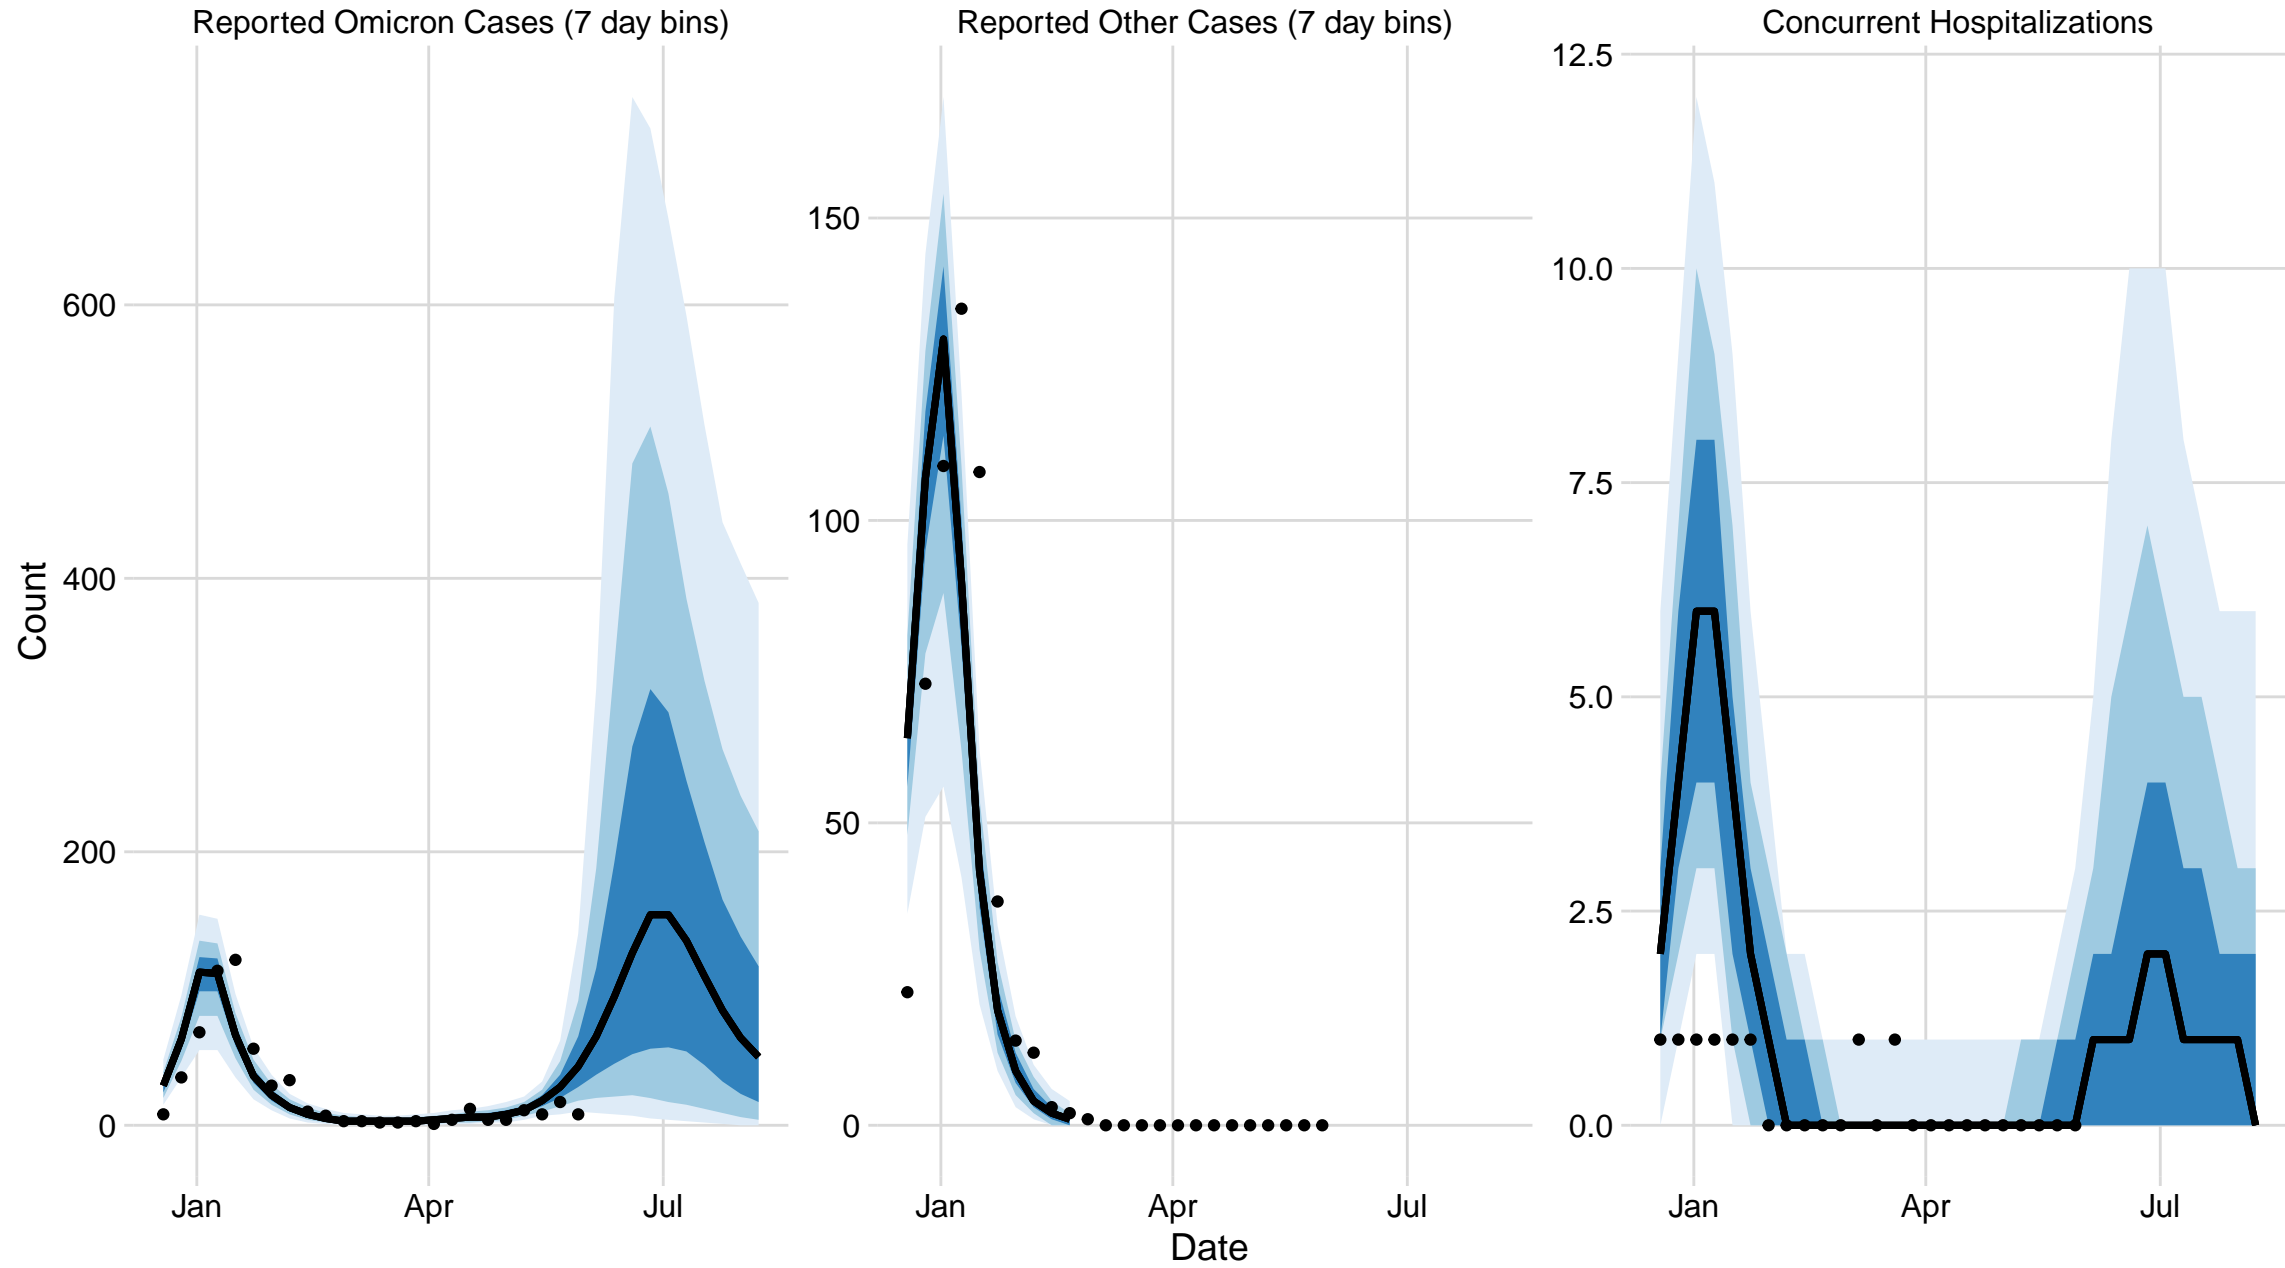 Reported Omicron Cases (7 day bins)
Reported Other Cases (7 day bins)
Concurrent Hospitalizations
Count
600
400
200
0
Jan
Apr
Jul
150
100
50
0
Jan
Apr
Jul
12.5
10.0
7.5
5.0
2.5
0.0
Jan
Apr
Jul
Date